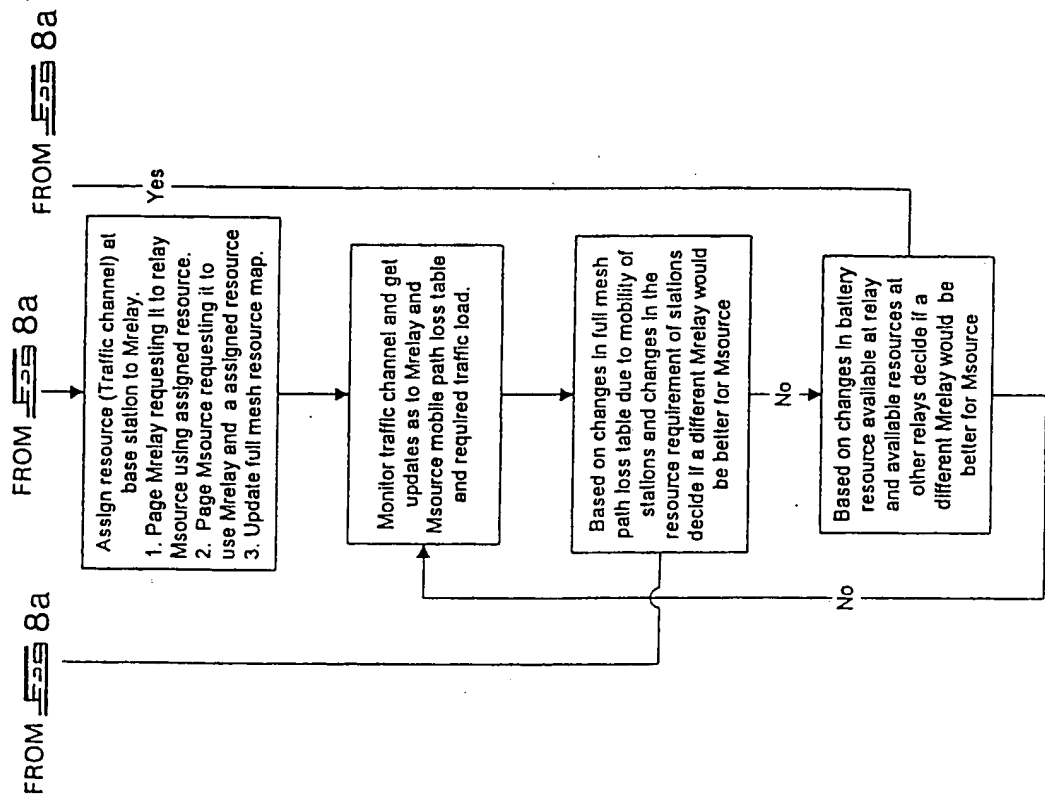 FROM Fig 8a
FROM Fig 8a
FROM Fig 8a
Assign resource (Traffic channel) at
base station to Mrelay.
1. Page Mrelay requesting it to relay
Msource using assigned resource.
2. Page Msource requesting it to
use Mrelay and a assigned resource
3. Update full mesh resource map.
Yes
Monitor traffic channel and get
updates as to Mrelay and
Msource mobile path loss table
and required traffic load.
Based on changes in full mesh
path loss table due to mobility of
stations and changes in the
resource requirement of stations
decide if a different Mrelay would
be better for Msource
No
No
Based on changes in battery
resource available at relay
and available resources at
other relays decide if a
different Mrelay would be
better for Msource